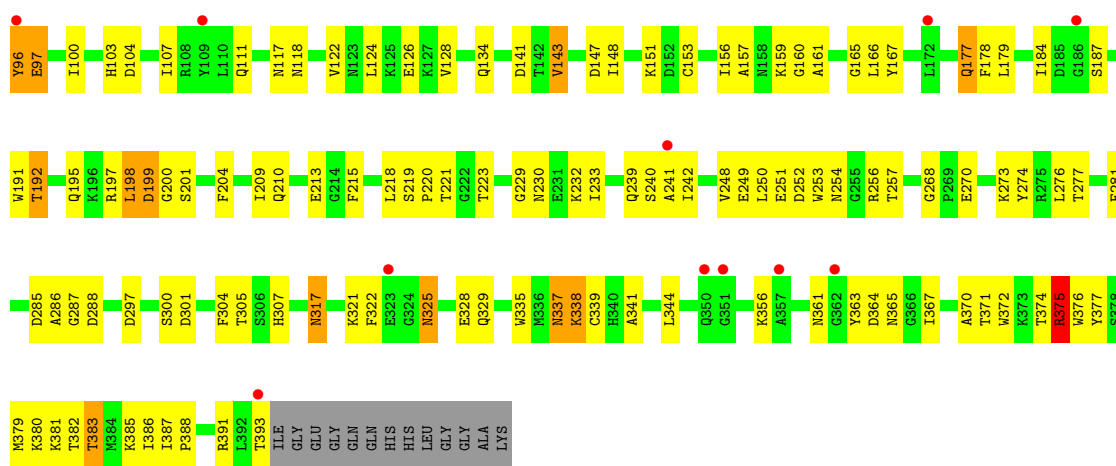 Y96 E97 I100 H103 D104 I107 R108 Y109 L110 Q111 N117 N118 V122 N123 L124 K125 E126 K127 V128 Q134 D141 T142 V143 D147 I148 K151 D152 C153 I156 A157 N158 K159 G160 A161 G165 L166 Y167 L172 Q177 F178 L179 I184 D185 G186 S187
W191 T192 Q195 K196 R197 L198 D199 G200 S201 F204 I209 Q210 E213 G214 F215 L218 S219 P220 T221 G222 T223 G229 N230 E231 K232 I233 Q239 S240 A241 I242 V248 E249 L250 E251 D252 W253 N254 G255 R256 T257 G268 P269 E270 K273 Y274 R275 L276 T277
D285 A286 G287 D288 D297 S300 D301 F304 T305 S306 H307 N317 K321 F322 E323 G324 N325 E328 Q329 W335 M336 N337 K338 C339 H340 A341 L344 Q350 G351 K356 A357 N361 G362 Y363 D364 N365 G366 I367 A370 T371 W372 K373 T374 R375 W376 Y377 S378
M379 K380 K381 T382 T383 M384 K385 I386 I387 P388 R391 L392 T393 ILE GLY GLU GLY GLN GLN HIS HIS LEU GLY GLY ALA LYS